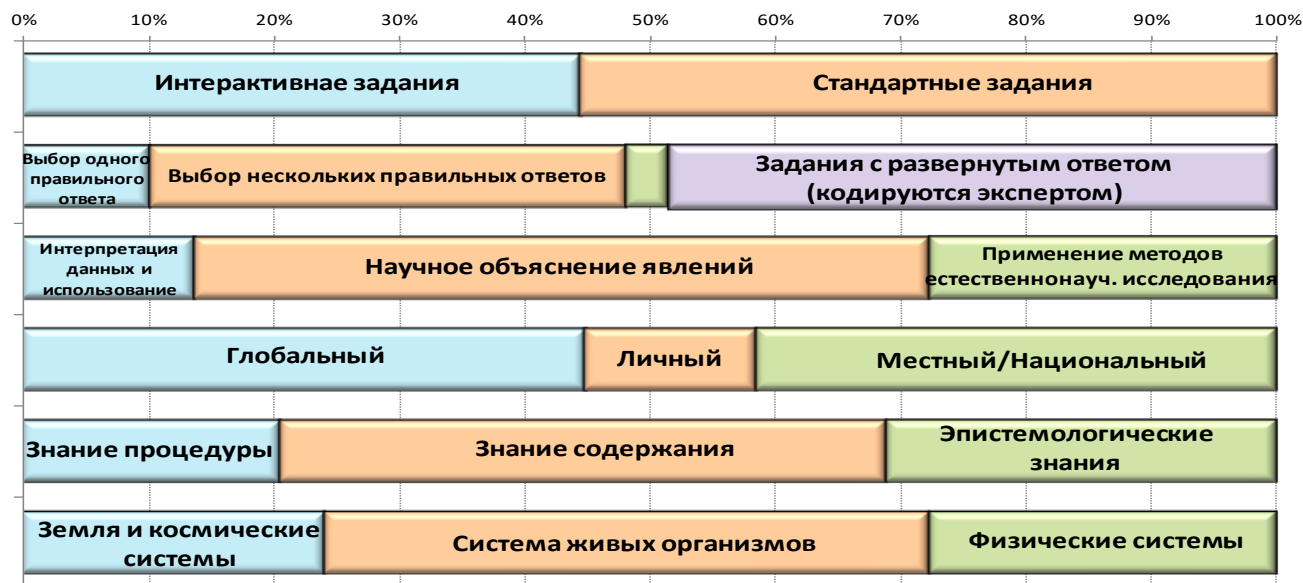 0% 10% 20% 30% 40% 50% 60% 70% 80% 90% 100%
Интерактивнае задания
Стандартные задания
Выбор одного
правильного
ответа
Выбор нескольких правильных ответов
Задания с развернутым ответом
(кодируются экспертом)
Интерпретация
данных и
использование
Научное объяснение явлений
Применение методов
естественнонауч. исследования
Глобальный
Личный
Местный/Национальный
Знание процедуры
Знание содержания
Эпистемологические
знания
Земля и космические
системы
Система живых организмов
Физические системы